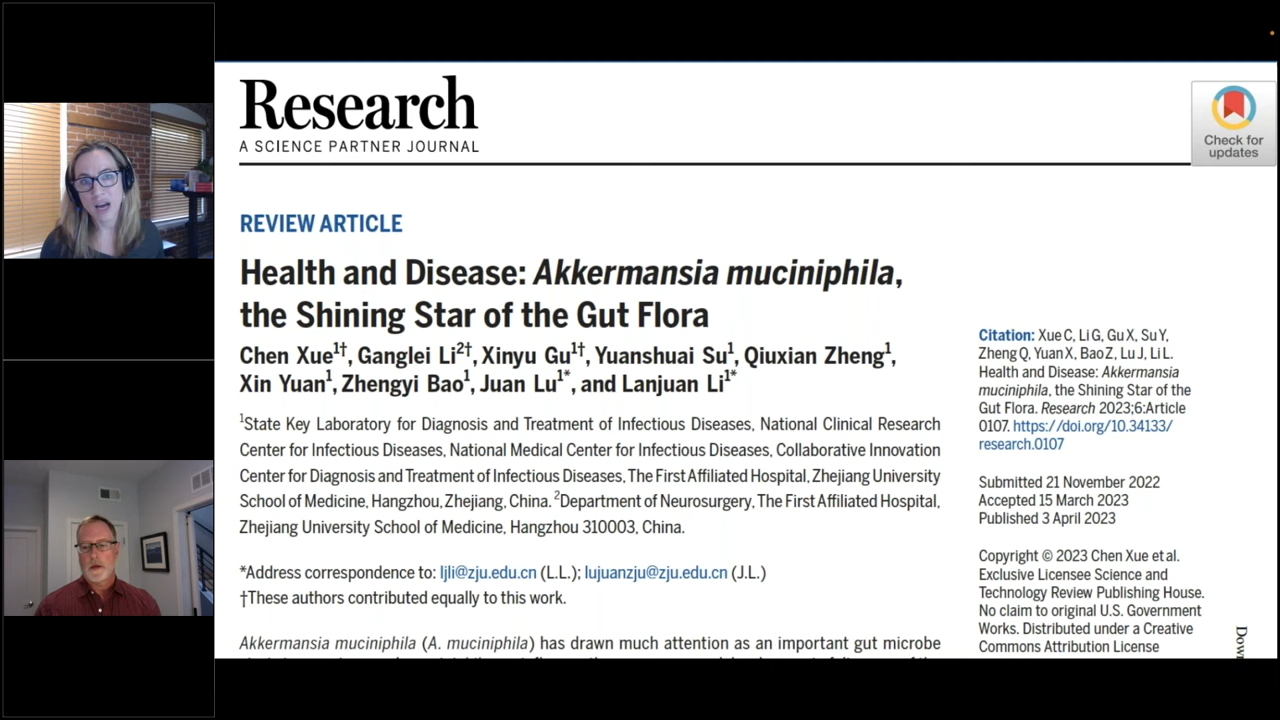 Research
A SCIENCE PARTNER JOURNAL
Check for
updates
REVIEW ARTICLE
Health and Disease: Akkermansia muciniphila,
the Shining Star of the Gut Flora
Chen Xue1†, Ganglei Li2†, Xinyu Gu1†, Yuanshuai Su1, Qiuxian Zheng1,
Xin Yuan1, Zhengyi Bao1, Juan Lu1*, and Lanjuan Li1*
1State Key Laboratory for Diagnosis and Treatment of Infectious Diseases, National Clinical Research
Center for Infectious Diseases, National Medical Center for Infectious Diseases, Collaborative Innovation
Center for Diagnosis and Treatment of Infectious Diseases, The First Affiliated Hospital, Zhejiang University
School of Medicine, Hangzhou, Zhejiang, China. 2Department of Neurosurgery, The First Affiliated Hospital,
Zhejiang University School of Medicine, Hangzhou 310003, China.
*Address correspondence to: ljli@zju.edu.cn (L.L.); lujuanzju@zju.edu.cn (J.L.)
†These authors contributed equally to this work.
Akkermansia muciniphila (A. muciniphila) has drawn much attention as an important gut microbe
Citation: Xue C, Li G, Gu X, Su Y,
Zheng Q, Yuan X, Bao Z, Lu J, Li L.
Health and Disease: Akkermansia
muciniphila, the Shining Star of the
Gut Flora. Research 2023;6:Article
0107. https://doi.org/10.34133/
research.0107
Submitted 21 November 2022
Accepted 15 March 2023
Published 3 April 2023
Copyright © 2023 Chen Xue et al.
Exclusive Licensee Science and
Technology Review Publishing House.
No claim to original U.S. Government
Works. Distributed under a Creative
Commons Attribution License